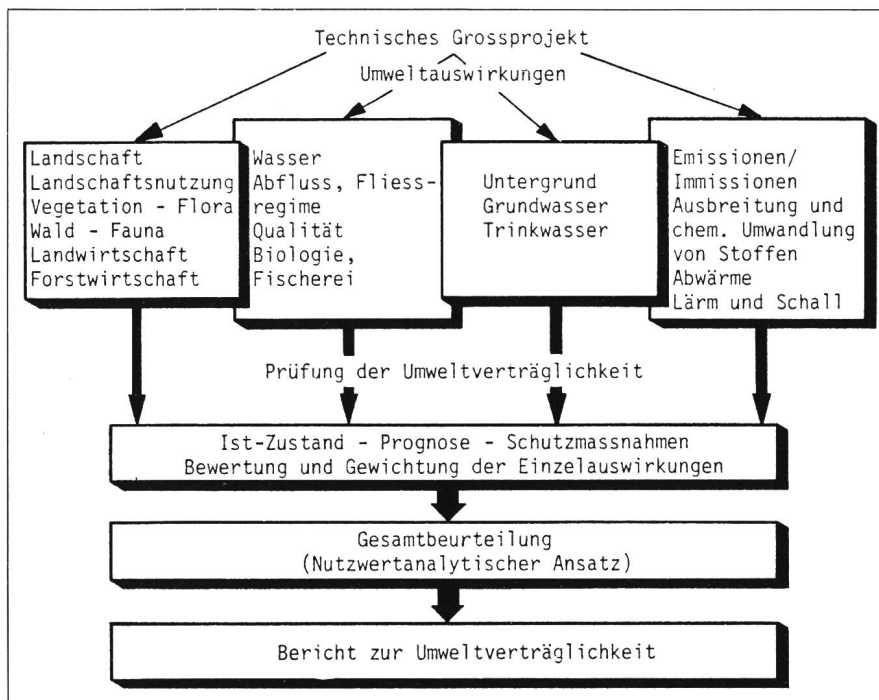 Technisches Grossprojekt
Umweltauswirkungen
Landschaft
Landschaftsnutzung
Vegetation - Flora
Wald - Fauna
Landwirtschaft
Forstwirtschaft
Wasser
Abfluss, Fliess-
regime
Qualität
Biologie,
Fischerei
Untergrund
Grundwasser
Trinkwasser
Emissionen/
Immissionen
Ausbreitung und
chem. Umwandlung
von Stoffen
Abwärme
Lärm und Schall
Prüfung der Umweltverträglichkeit
Ist-Zustand - Prognose - Schutzmassnahmen
Bewertung und Gewichtung der Einzelauswirkungen
Gesamtbeurteilung
(Nutzwertanalytischer Ansatz)
Bericht zur Umweltverträglichkeit